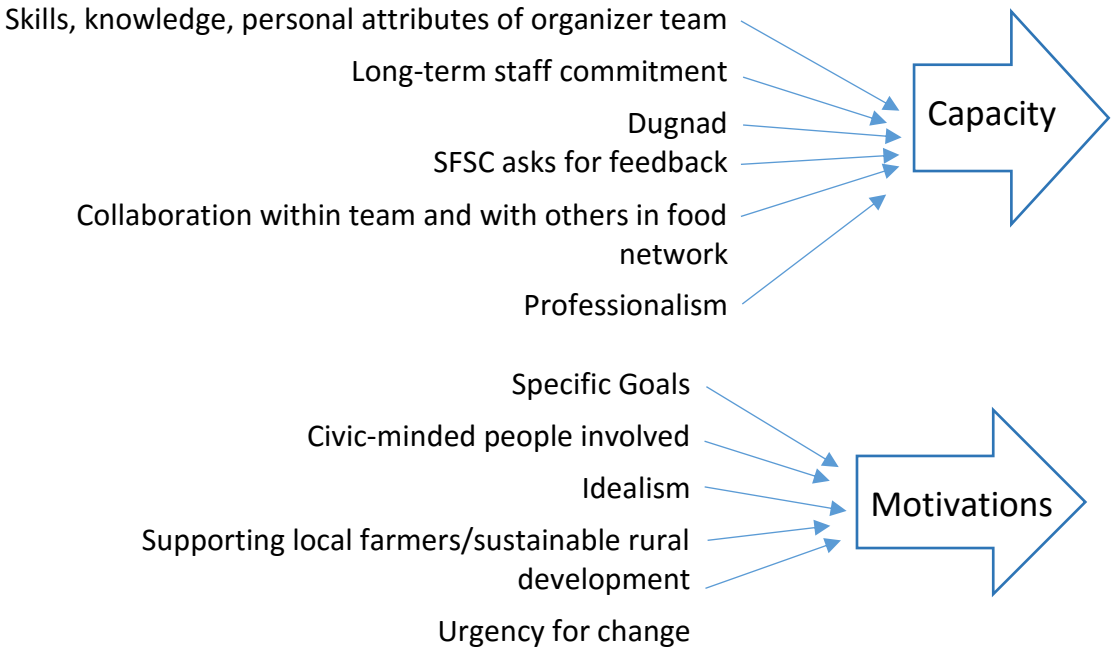 Skills, knowledge, personal attributes of organizer team
Long-term staff commitment
Dugnad
SFSC asks for feedback
Collaboration within team and with others in food
network
Professionalism
Capacity
Specific Goals
Civic-minded people involved
Idealism
Supporting local farmers/sustainable rural
development
Urgency for change
Motivations